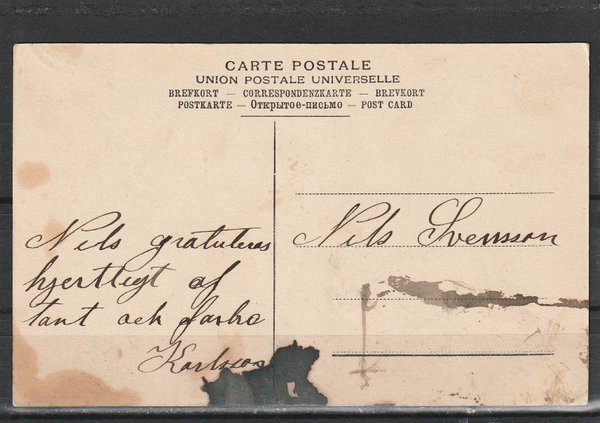 CARTE POSTALE
UNION POSTALE UNIVERSELLE
BREFKORT — CORRESPONDENZKARTE — BREVKORT
POSTKARTE — Открытое-письмо — POST CARD
Nils gratuleras
hjertligt af
tant och farbro
Karlsson
Nils Svensson